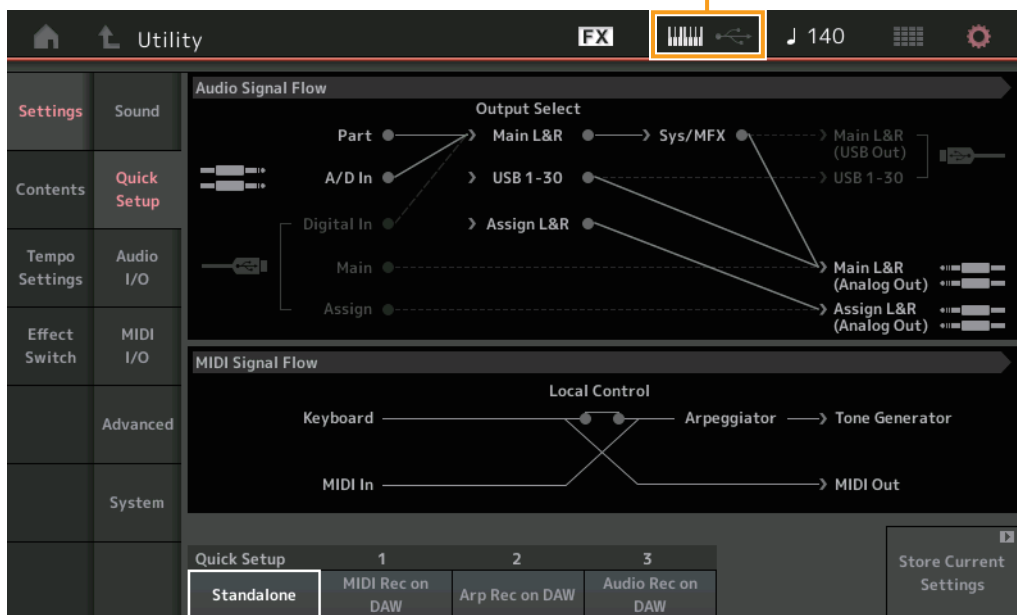 Utility
FX
♩ 140
Settings
Sound
Contents
Quick
Setup
Tempo
Settings
Audio
I/O
Effect
Switch
MIDI
I/O
Advanced
System
Audio Signal Flow
Output Select
Part
Main L&R
Sys/MFX
Main L&R
(USB Out)
A/D In
USB 1-30
USB 1-30
Digital In
Assign L&R
Main
Main L&R
(Analog Out)
Assign
Assign L&R
(Analog Out)
MIDI Signal Flow
Local Control
Keyboard
Arpeggiator
Tone Generator
MIDI In
MIDI Out
Quick Setup
1
2
3
Standalone
MIDI Rec on
DAW
Arp Rec on DAW
Audio Rec on
DAW
Store Current
Settings